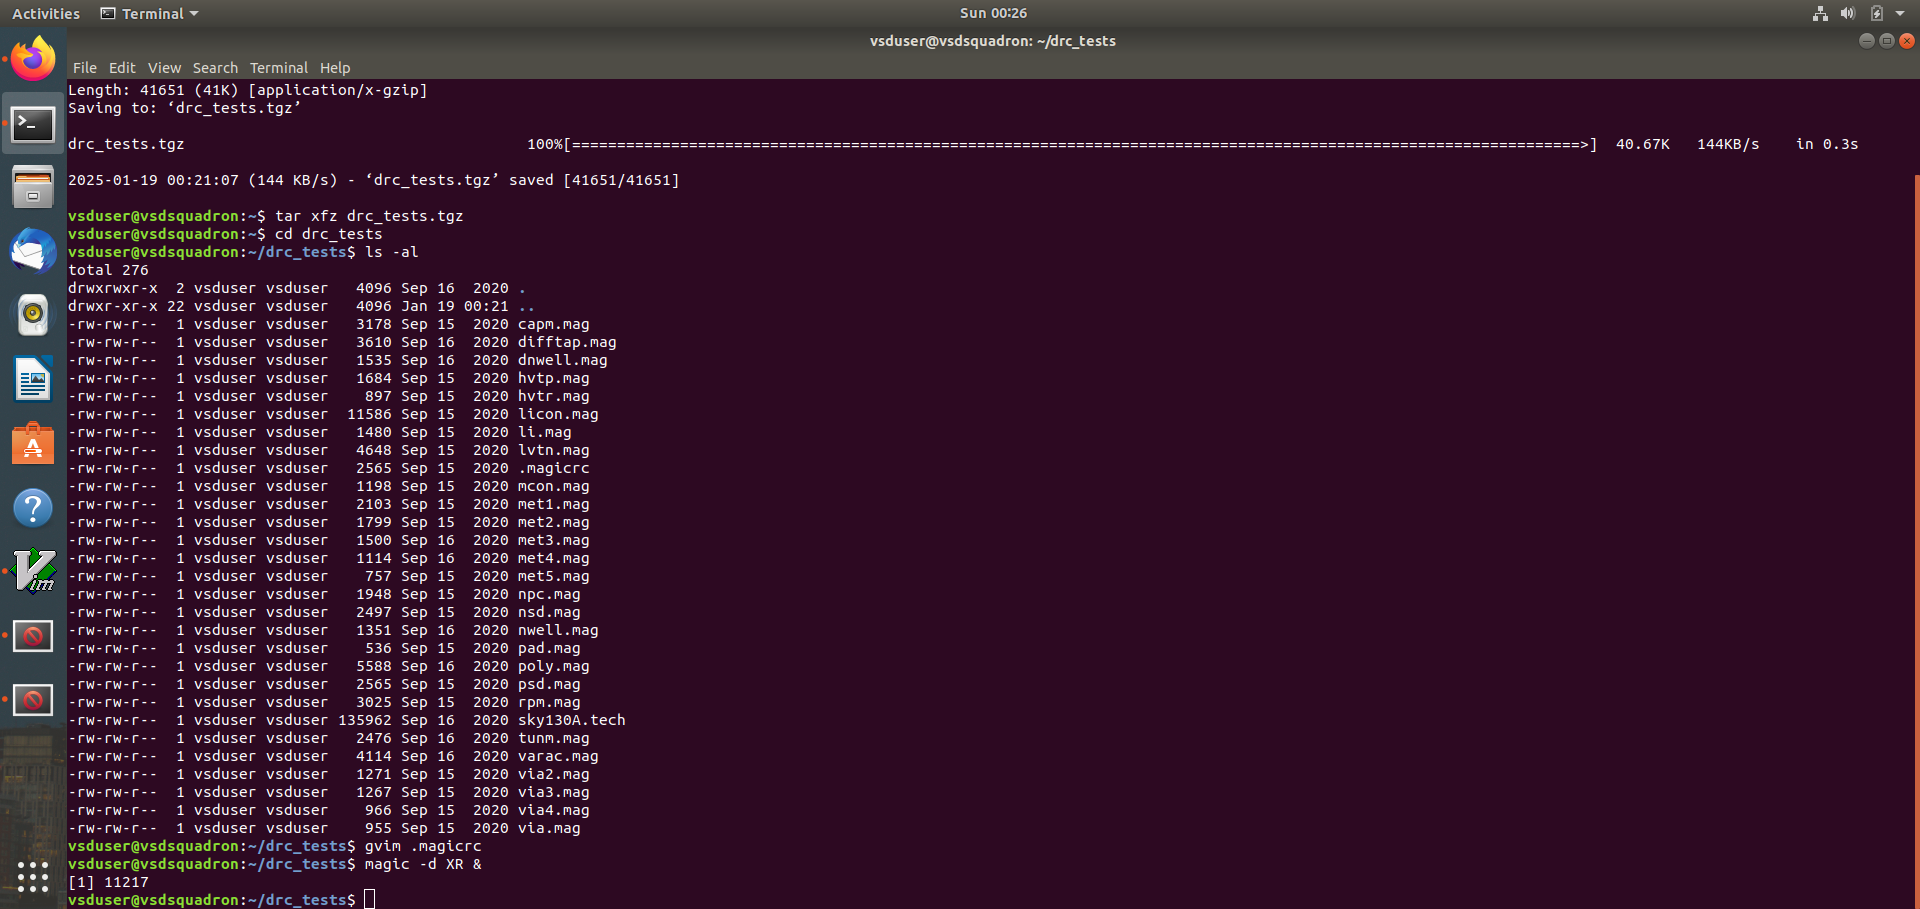 Activities Terminal Sun 00:26
vsduser@vsdsquadron: ~/drc_tests
File Edit View Search Terminal Help
Length: 41651 (41K) [application/x-gzip]
Saving to: ‘drc_tests.tgz’
drc_tests.tgz 100%[================================================================================================================>] 40.67K 144KB/s in 0.3s
2025-01-19 00:21:07 (144 KB/s) - ‘drc_tests.tgz’ saved [41651/41651]
vsduser@vsdsquadron:~$ tar xfz drc_tests.tgz
vsduser@vsdsquadron:~$ cd drc_tests
vsduser@vsdsquadron:~/drc_tests$ ls -al
total 276
drwxrwxr-x 2 vsduser vsduser 4096 Sep 16 2020 .
drwxr-xr-x 22 vsduser vsduser 4096 Jan 19 00:21 ..
-rw-rw-r-- 1 vsduser vsduser 3178 Sep 15 2020 capm.mag
-rw-rw-r-- 1 vsduser vsduser 3610 Sep 16 2020 difftap.mag
-rw-rw-r-- 1 vsduser vsduser 1535 Sep 16 2020 dnwell.mag
-rw-rw-r-- 1 vsduser vsduser 1684 Sep 15 2020 hvtp.mag
-rw-rw-r-- 1 vsduser vsduser 897 Sep 15 2020 hvtr.mag
-rw-rw-r-- 1 vsduser vsduser 11586 Sep 15 2020 licon.mag
-rw-rw-r-- 1 vsduser vsduser 1480 Sep 15 2020 li.mag
-rw-rw-r-- 1 vsduser vsduser 4648 Sep 15 2020 lvtn.mag
-rw-rw-r-- 1 vsduser vsduser 2565 Sep 15 2020 .magicrc
-rw-rw-r-- 1 vsduser vsduser 1198 Sep 15 2020 mcon.mag
-rw-rw-r-- 1 vsduser vsduser 2103 Sep 15 2020 met1.mag
-rw-rw-r-- 1 vsduser vsduser 1799 Sep 15 2020 met2.mag
-rw-rw-r-- 1 vsduser vsduser 1500 Sep 16 2020 met3.mag
-rw-rw-r-- 1 vsduser vsduser 1114 Sep 16 2020 met4.mag
-rw-rw-r-- 1 vsduser vsduser 757 Sep 15 2020 met5.mag
-rw-rw-r-- 1 vsduser vsduser 1948 Sep 15 2020 npc.mag
-rw-rw-r-- 1 vsduser vsduser 2497 Sep 15 2020 nsd.mag
-rw-rw-r-- 1 vsduser vsduser 1351 Sep 16 2020 nwell.mag
-rw-rw-r-- 1 vsduser vsduser 536 Sep 15 2020 pad.mag
-rw-rw-r-- 1 vsduser vsduser 5588 Sep 16 2020 poly.mag
-rw-rw-r-- 1 vsduser vsduser 2565 Sep 15 2020 psd.mag
-rw-rw-r-- 1 vsduser vsduser 3025 Sep 15 2020 rpm.mag
-rw-rw-r-- 1 vsduser vsduser 135962 Sep 16 2020 sky130A.tech
-rw-rw-r-- 1 vsduser vsduser 2476 Sep 16 2020 tunm.mag
-rw-rw-r-- 1 vsduser vsduser 4114 Sep 16 2020 varac.mag
-rw-rw-r-- 1 vsduser vsduser 1271 Sep 15 2020 via2.mag
-rw-rw-r-- 1 vsduser vsduser 1267 Sep 15 2020 via3.mag
-rw-rw-r-- 1 vsduser vsduser 966 Sep 15 2020 via4.mag
-rw-rw-r-- 1 vsduser vsduser 955 Sep 15 2020 via.mag
vsduser@vsdsquadron:~/drc_tests$ gvim .magicrc
vsduser@vsdsquadron:~/drc_tests$ magic -d XR &
[1] 11217
vsduser@vsdsquadron:~/drc_tests$